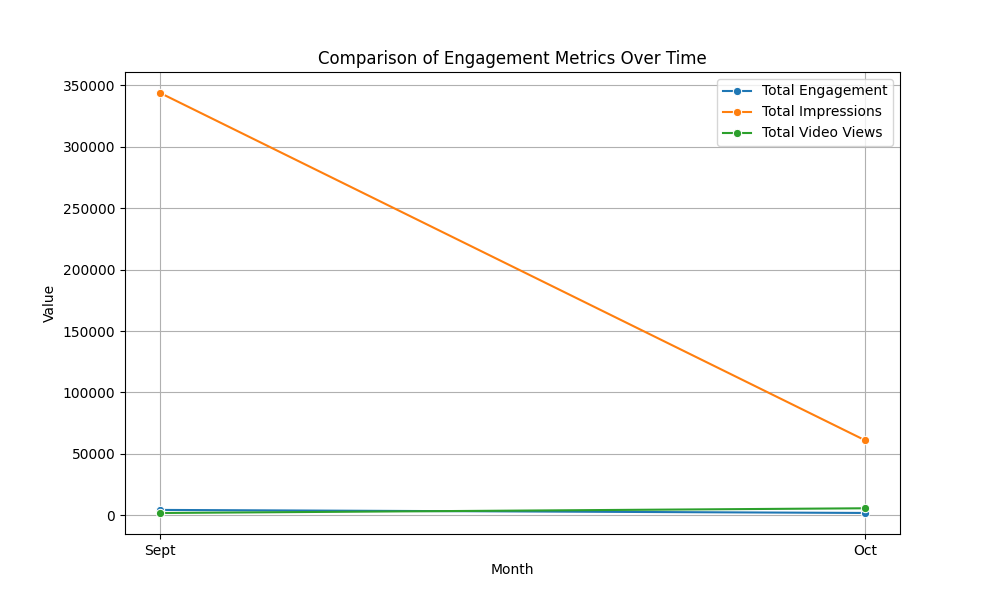 Comparison of Engagement Metrics Over Time
Total Engagement
Total Impressions
Total Video Views
Value
350000
300000
250000
200000
150000
100000
50000
0
Sept
Oct
Month